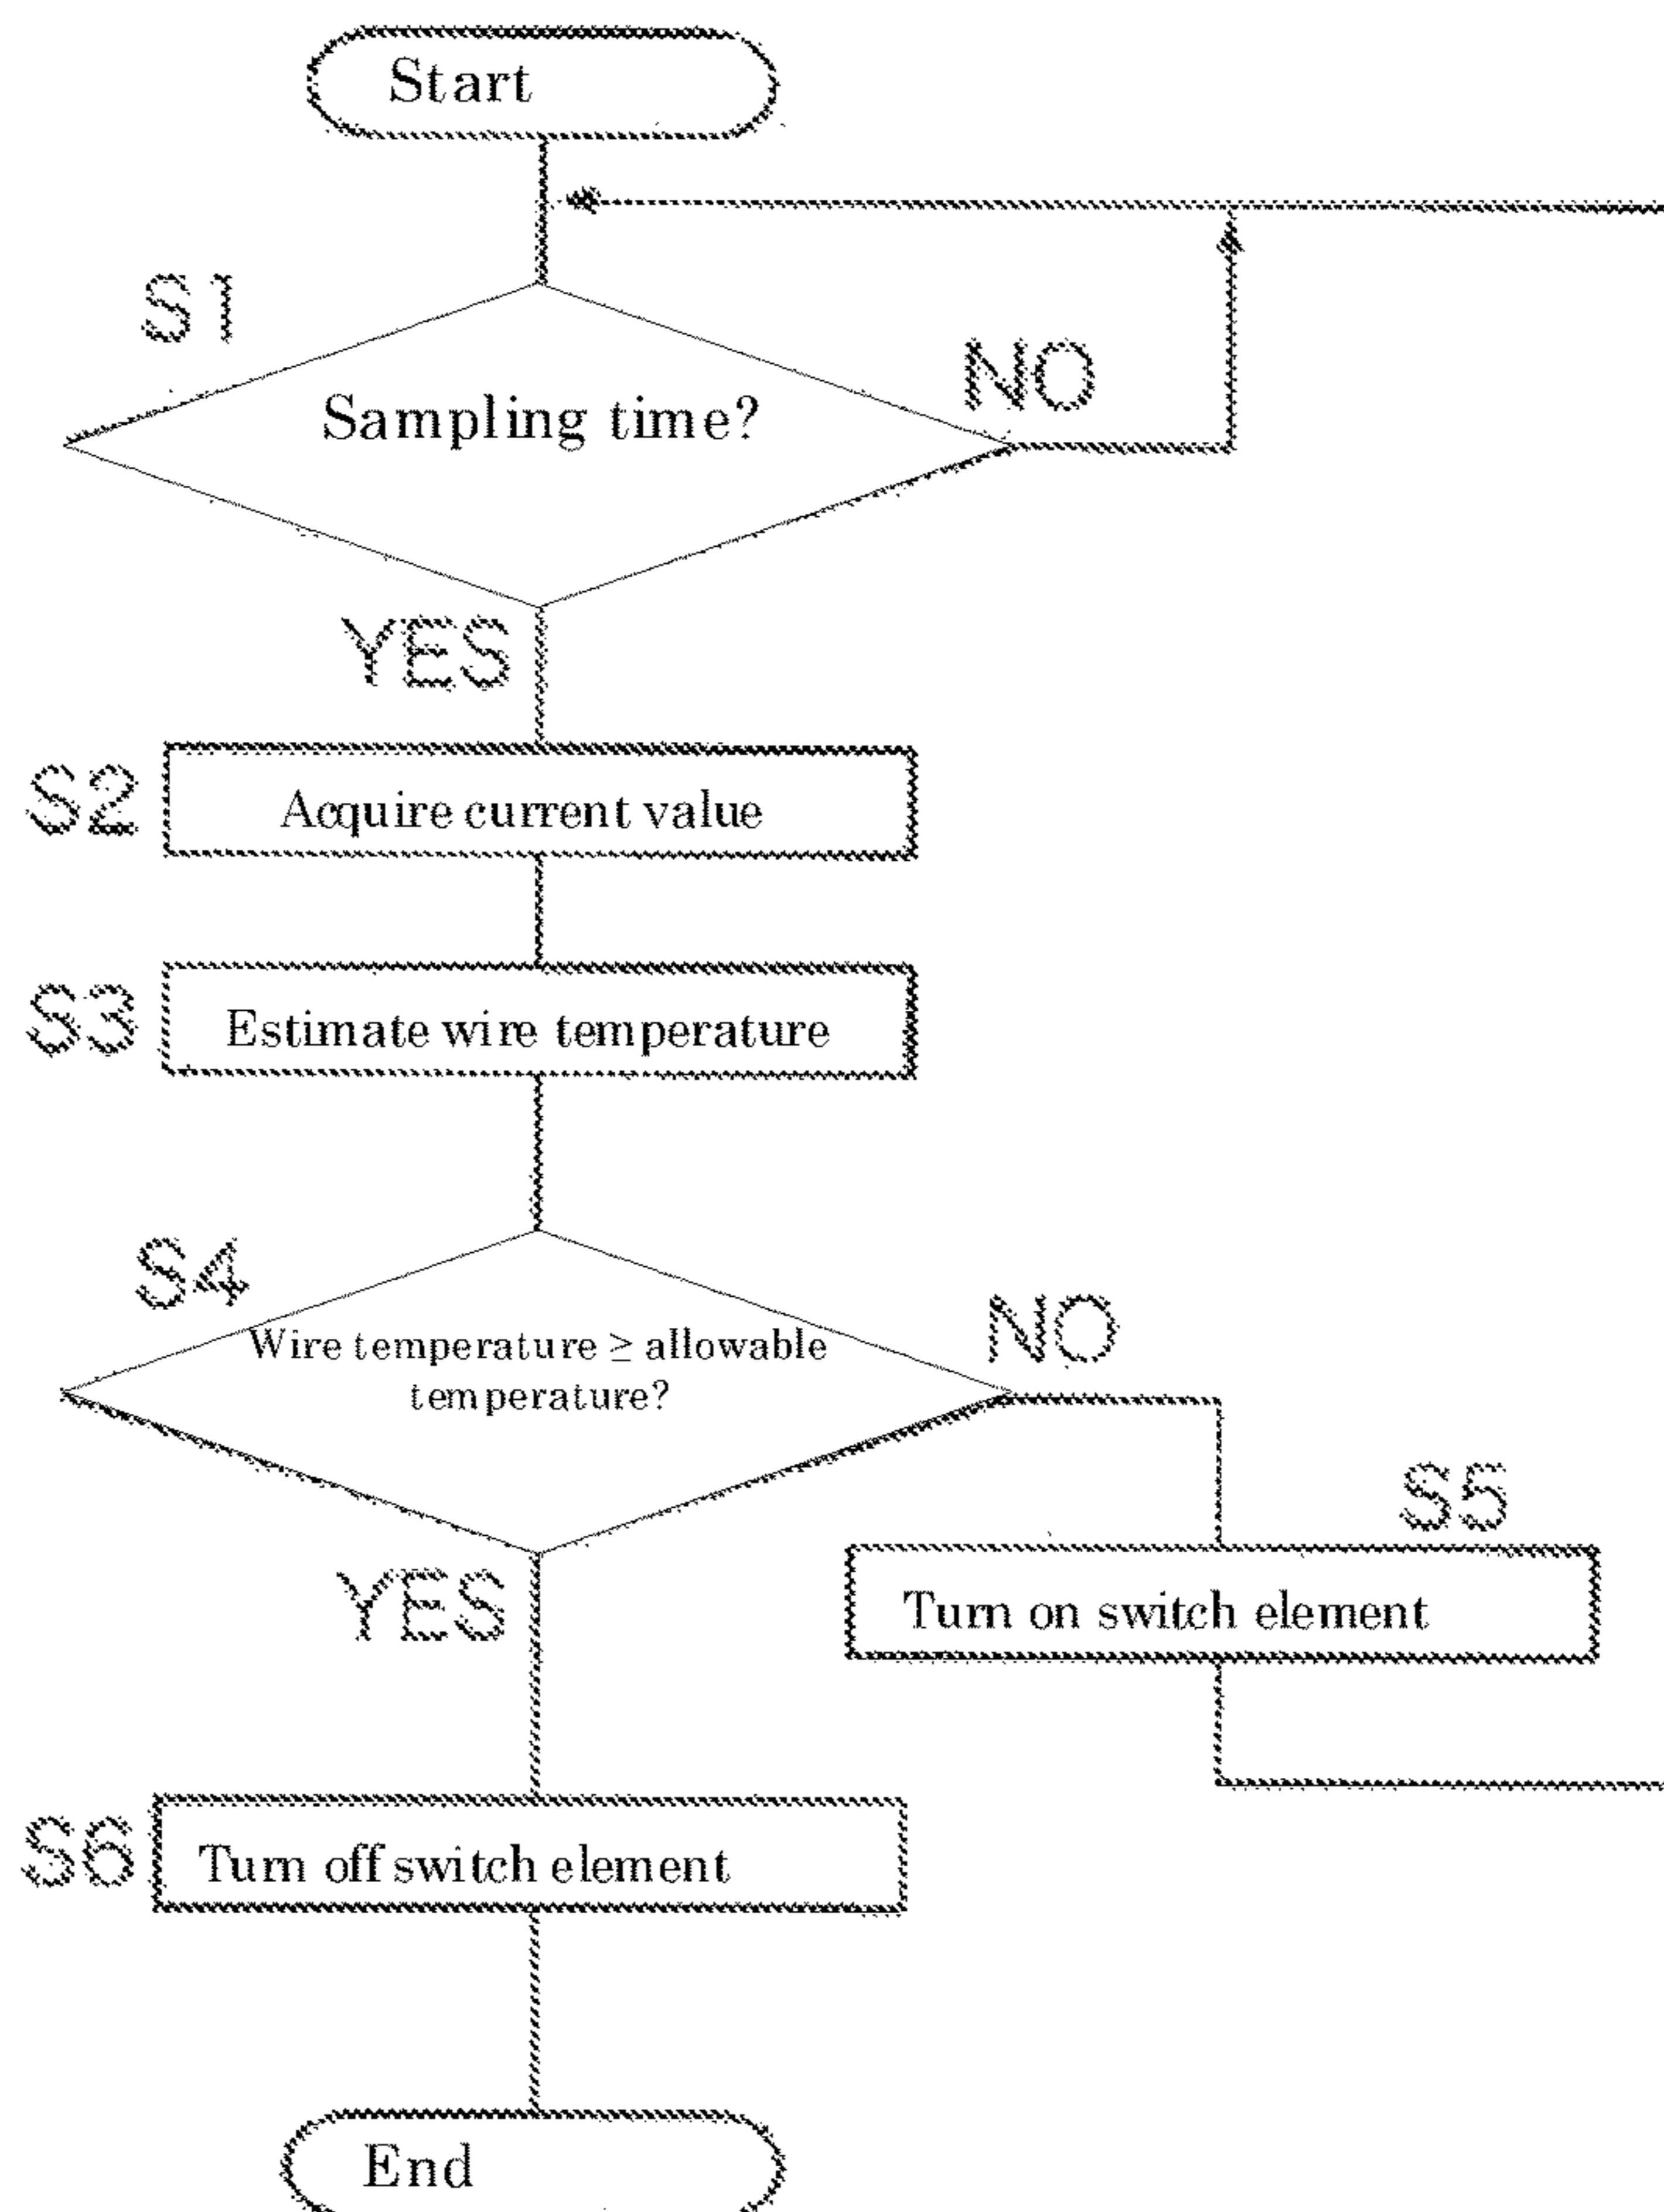 Start
S1
Sampling time?
NO
YES
S2
Acquire current value
S3
Estimate wire temperature
S4
Wire temperature ≥ allowable
temperature?
NO
S5
Turn on switch element
YES
S6
Turn off switch element
End